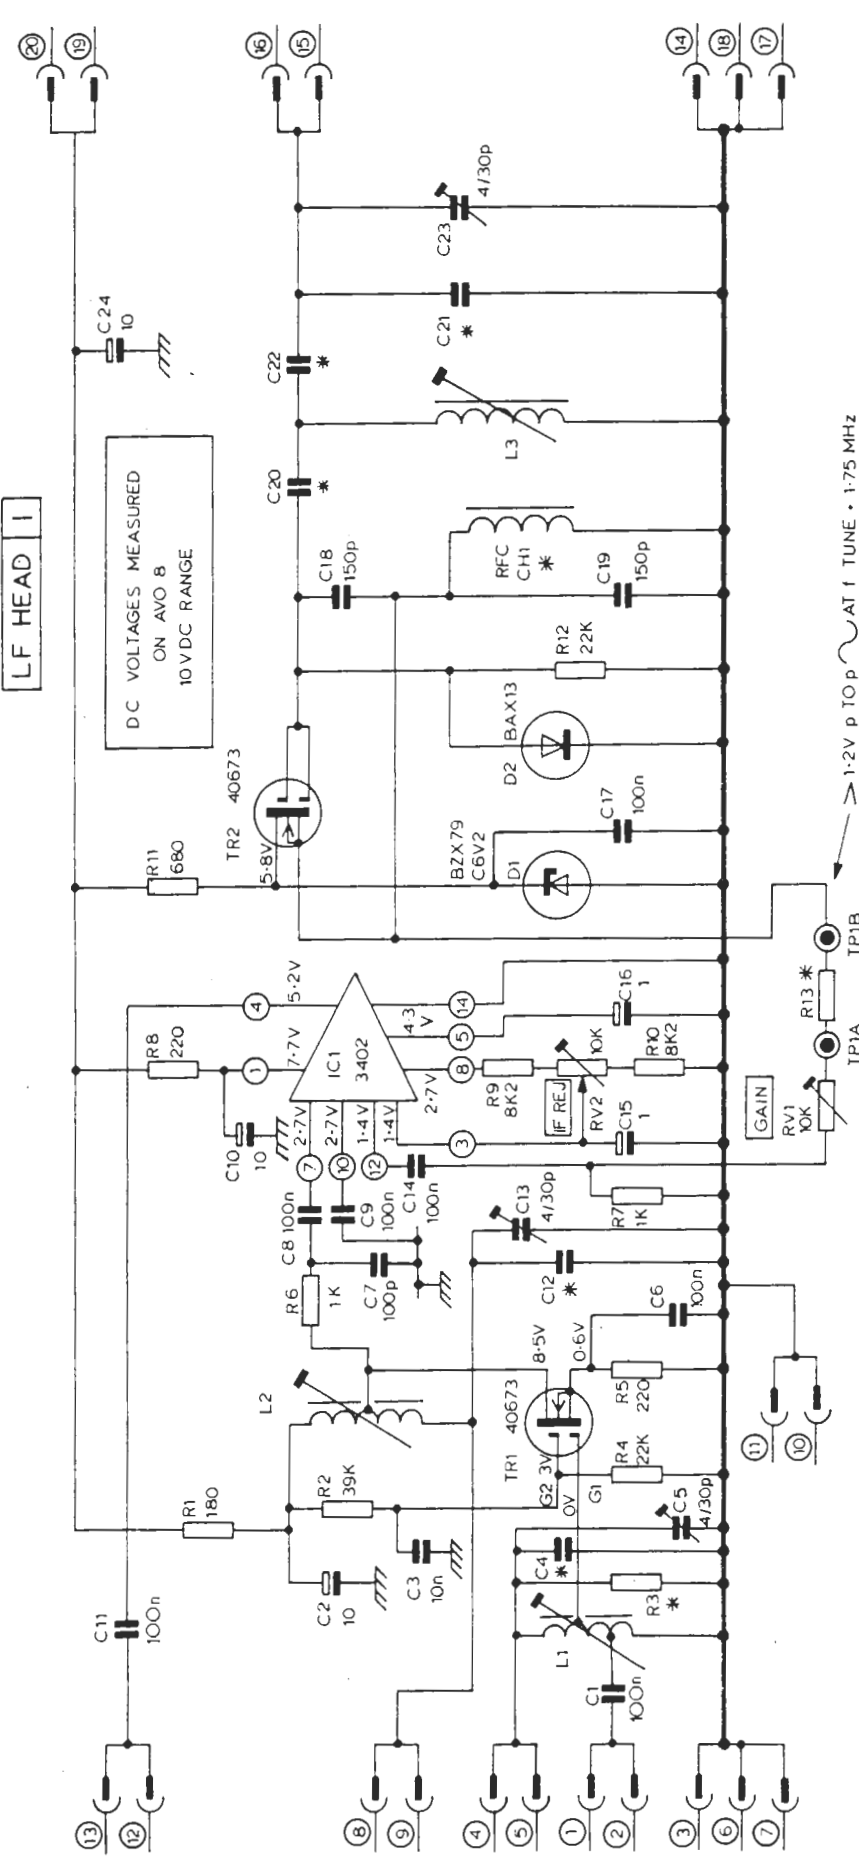 LF HEAD 1
DC VOLTAGES MEASURED
ON AVO 8
10V DC RANGE
13
12
8
9
4
5
1
2
3
6
7
11
10
20
19
16
15
14
18
17
C11
100n
R1
180
C2
10
R2
39K
C3
10n
L2
L1
C1
100n
R3
*
C4
*
C5
4/30p
G2
3V
0V
G1
TR1
40673
8·5V
0·6V
R4
22K
R5
220
C6
100n
R6
1K
C7
100p
C8
100n
C9
100n
C10
10
C12
*
C13
4/30p
C14
100n
R7
1K
R8
220
7
10
12
1
4
3
8
5
14
2·7V
2·7V
1·4V
1·4V
7·7V
5·2V
2·7V
4·3
V
IC1
3402
R9
8K2
IF REJ
RV2
10K
R10
8K2
C15
1
C16
1
GAIN
RV1
10K
TP1A
R13 *
TP1B
> 1·2V p TO p AT f TUNE + 1·75 MHz
R11
680
5·8V
TR2
40673
BZX79
C6V2
D1
C17
100n
D2
BAX13
R12
22K
C18
150p
C19
150p
RFC
CH1
*
C20
*
L3
C22
*
C21
*
C23
4/30p
C24
10